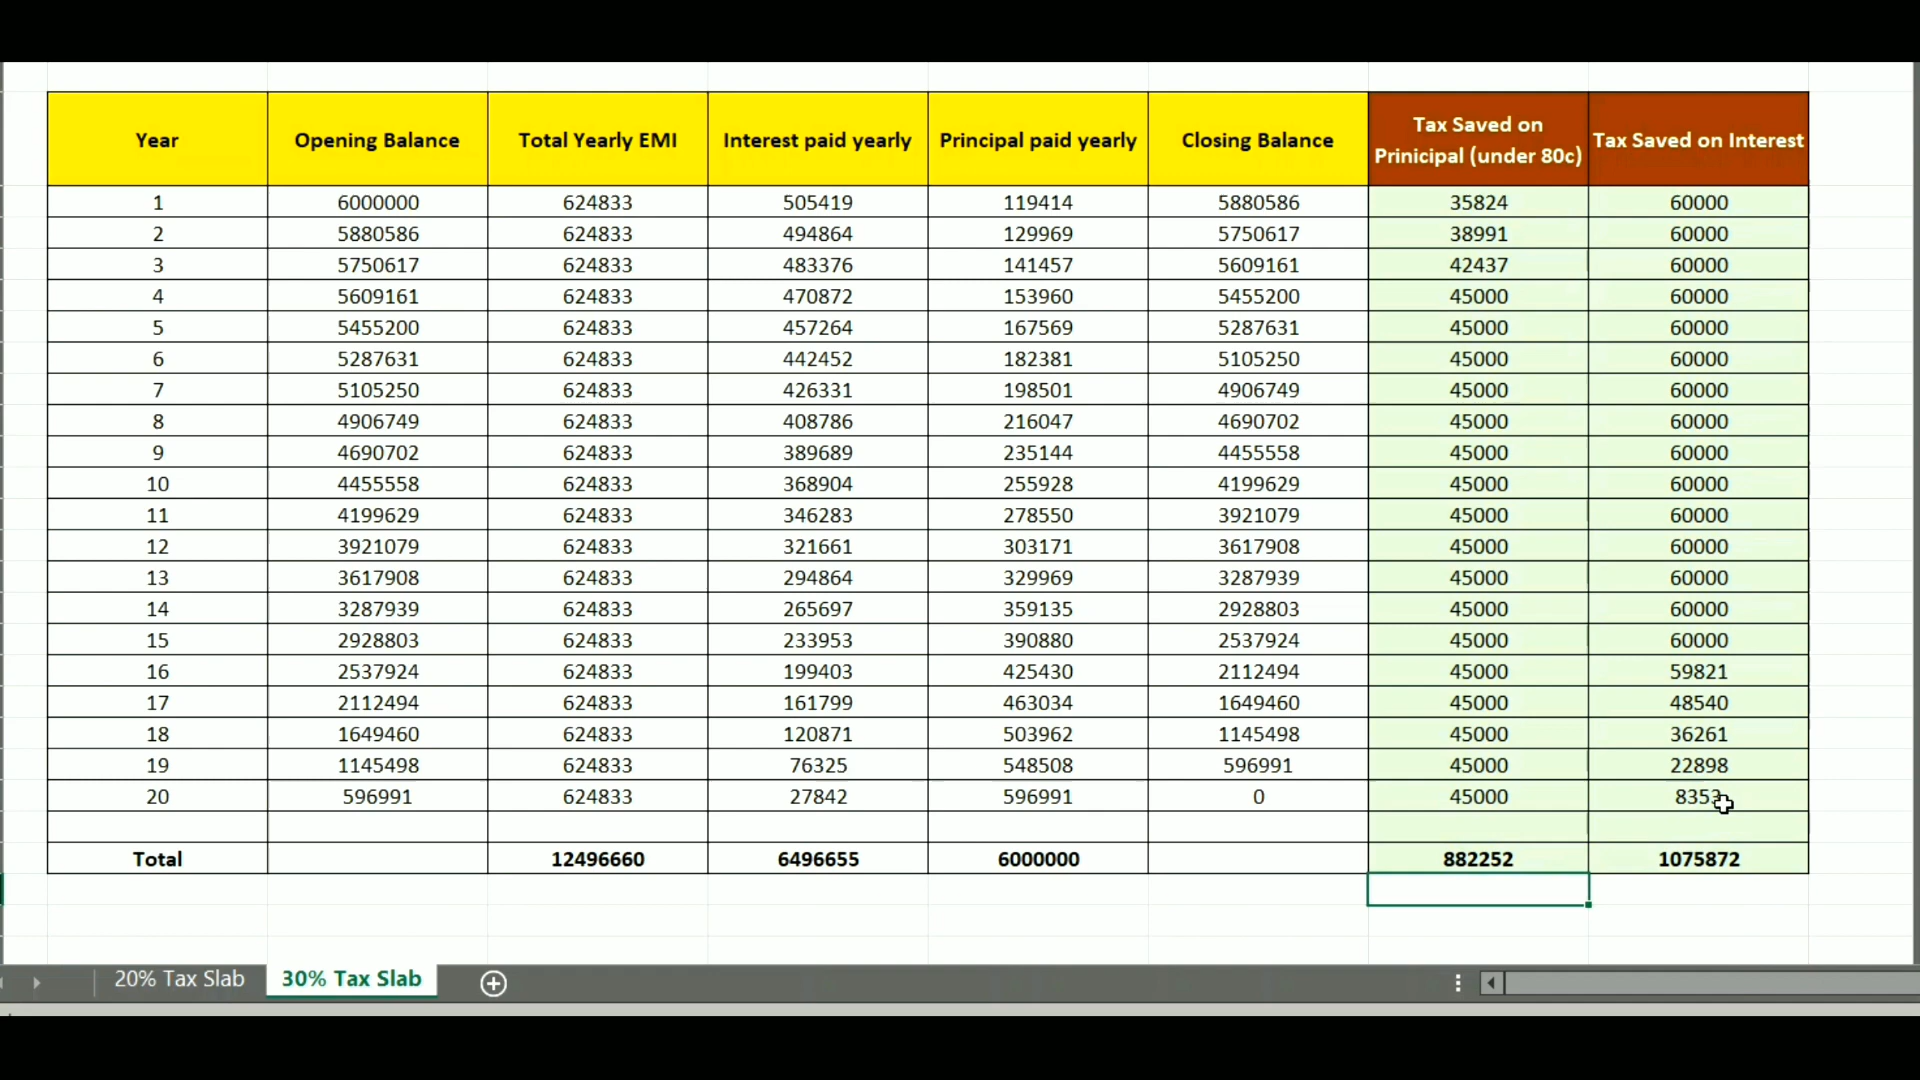 Year Opening Balance Total Yearly EMI Interest paid yearly Principal paid yearly Closing Balance Tax Saved on Prinicipal (under 80c) Tax Saved on Interest
1 6000000 624833 505419 119414 5880586 35824 60000
2 5880586 624833 494864 129969 5750617 38991 60000
3 5750617 624833 483376 141457 5609161 42437 60000
4 5609161 624833 470872 153960 5455200 45000 60000
5 5455200 624833 457264 167569 5287631 45000 60000
6 5287631 624833 442452 182381 5105250 45000 60000
7 5105250 624833 426331 198501 4906749 45000 60000
8 4906749 624833 408786 216047 4690702 45000 60000
9 4690702 624833 389689 235144 4455558 45000 60000
10 4455558 624833 368904 255928 4199629 45000 60000
11 4199629 624833 346283 278550 3921079 45000 60000
12 3921079 624833 321661 303171 3617908 45000 60000
13 3617908 624833 294864 329969 3287939 45000 60000
14 3287939 624833 265697 359135 2928803 45000 60000
15 2928803 624833 233953 390880 2537924 45000 60000
16 2537924 624833 199403 425430 2112494 45000 59821
17 2112494 624833 161799 463034 1649460 45000 48540
18 1649460 624833 120871 503962 1145498 45000 36261
19 1145498 624833 76325 548508 596991 45000 22898
20 596991 624833 27842 596991 0 45000 8353
Total 12496660 6496655 6000000 882252 1075872
20% Tax Slab 30% Tax Slab